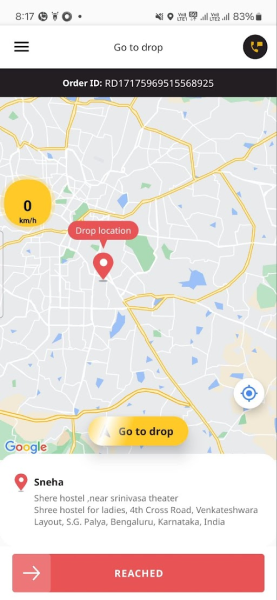 8:17
83%
Go to drop
Order ID: RD17175969515568925
0
km/h
Drop location
Go to drop
Google
Sneha
Shere hostel ,near srinivasa theater
Shree hostel for ladies, 4th Cross Road, Venkateshwara
Layout, S.G. Palya, Bengaluru, Karnataka, India
REACHED